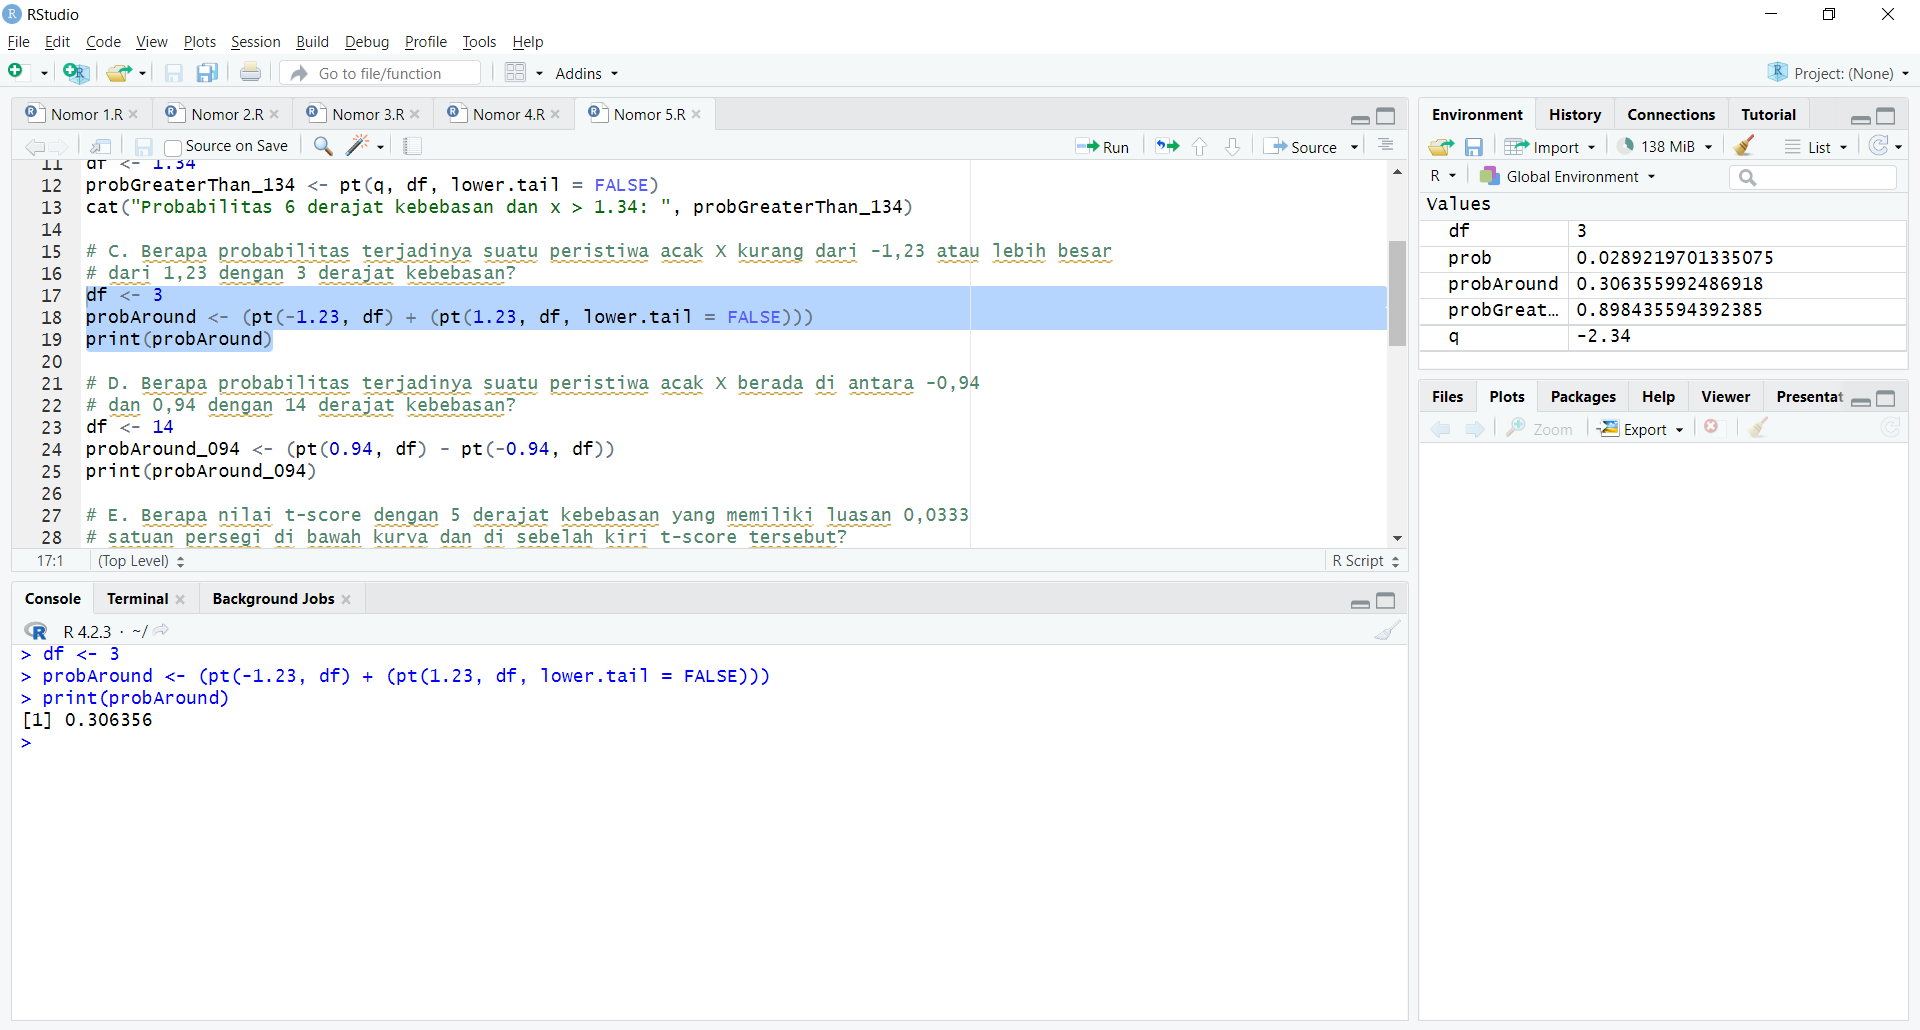 RStudio
File Edit Code View Plots Session Build Debug Profile Tools Help
Go to file/function Addins Project: (None)
Nomor 1.R Nomor 2.R Nomor 3.R Nomor 4.R Nomor 5.R
Source on Save Run Source
11 df <- 1.34
12 probGreaterThan_134 <- pt(q, df, lower.tail = FALSE)
13 cat("Probabilitas 6 derajat kebebasan dan x > 1.34: ", probGreaterThan_134)
14
15 # C. Berapa probabilitas terjadinya suatu peristiwa acak X kurang dari -1,23 atau lebih besar
16 # dari 1,23 dengan 3 derajat kebebasan?
17 df <- 3
18 probAround <- (pt(-1.23, df) + (pt(1.23, df, lower.tail = FALSE)))
19 print(probAround)
20
21 # D. Berapa probabilitas terjadinya suatu peristiwa acak X berada di antara -0,94
22 # dan 0,94 dengan 14 derajat kebebasan?
23 df <- 14
24 probAround_094 <- (pt(0.94, df) - pt(-0.94, df))
25 print(probAround_094)
26
27 # E. Berapa nilai t-score dengan 5 derajat kebebasan yang memiliki luasan 0,0333
28 # satuan persegi di bawah kurva dan di sebelah kiri t-score tersebut?
17:1 (Top Level) R Script
Console Terminal Background Jobs
R 4.2.3 · ~/
> df <- 3
> probAround <- (pt(-1.23, df) + (pt(1.23, df, lower.tail = FALSE)))
> print(probAround)
[1] 0.306356
>
Environment History Connections Tutorial
Import 138 MiB List
R Global Environment
Values
df 3
prob 0.0289219701335075
probAround 0.306355992486918
probGreat… 0.898435594392385
q -2.34
Files Plots Packages Help Viewer Presentat
Zoom Export